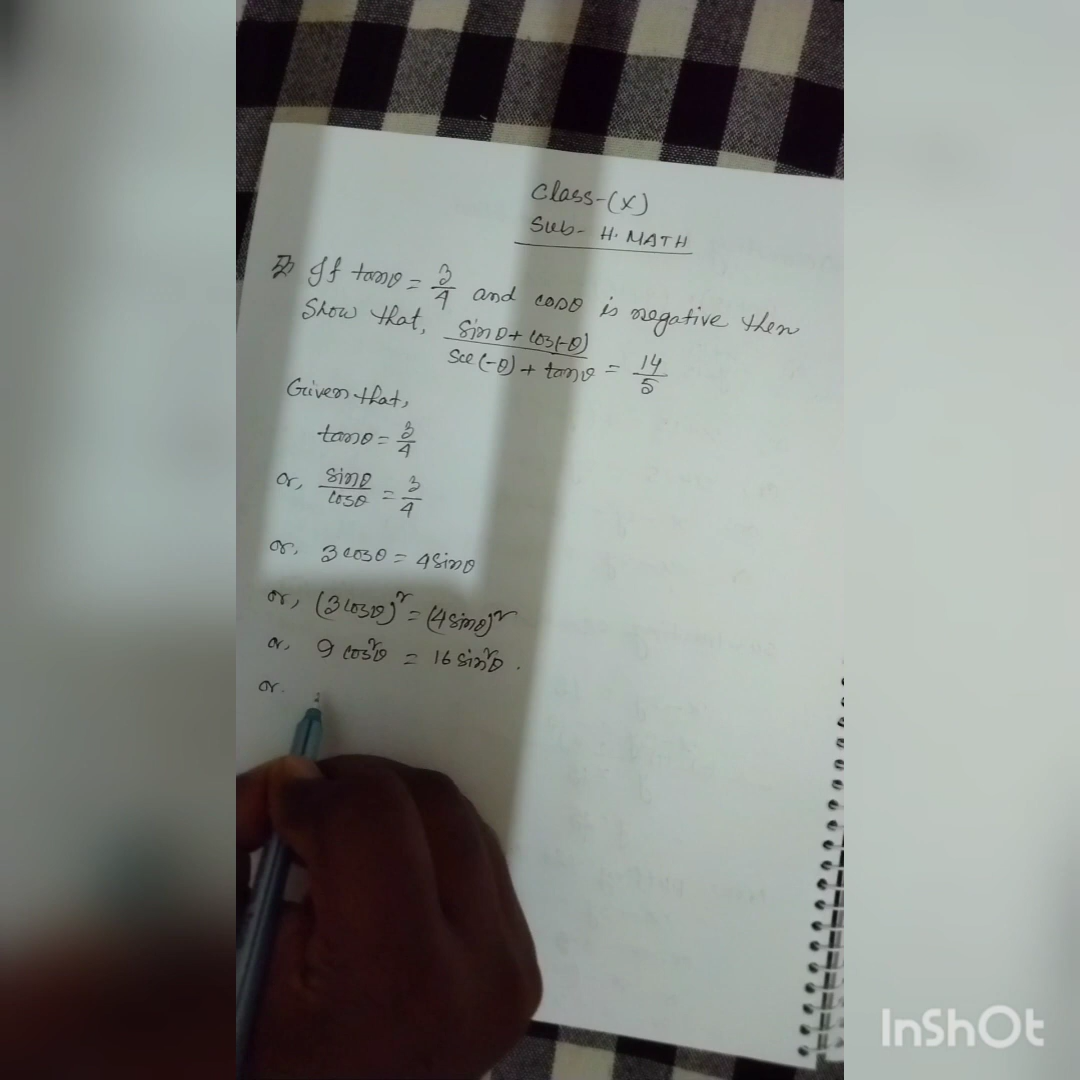 Class-(X)
Sub- H. MATH
If tanθ = 3/4 and cosθ is negative then
Show that, sinθ + cos(-θ) / sec(-θ) + tanθ = 14/5
Given that,
tanθ = 3/4
or, sinθ/cosθ = 3/4
or, 3cosθ = 4sinθ
or, (3cosθ)² = (4sinθ)²
or, 9cos²θ = 16 sin²θ.
or.
InShOt